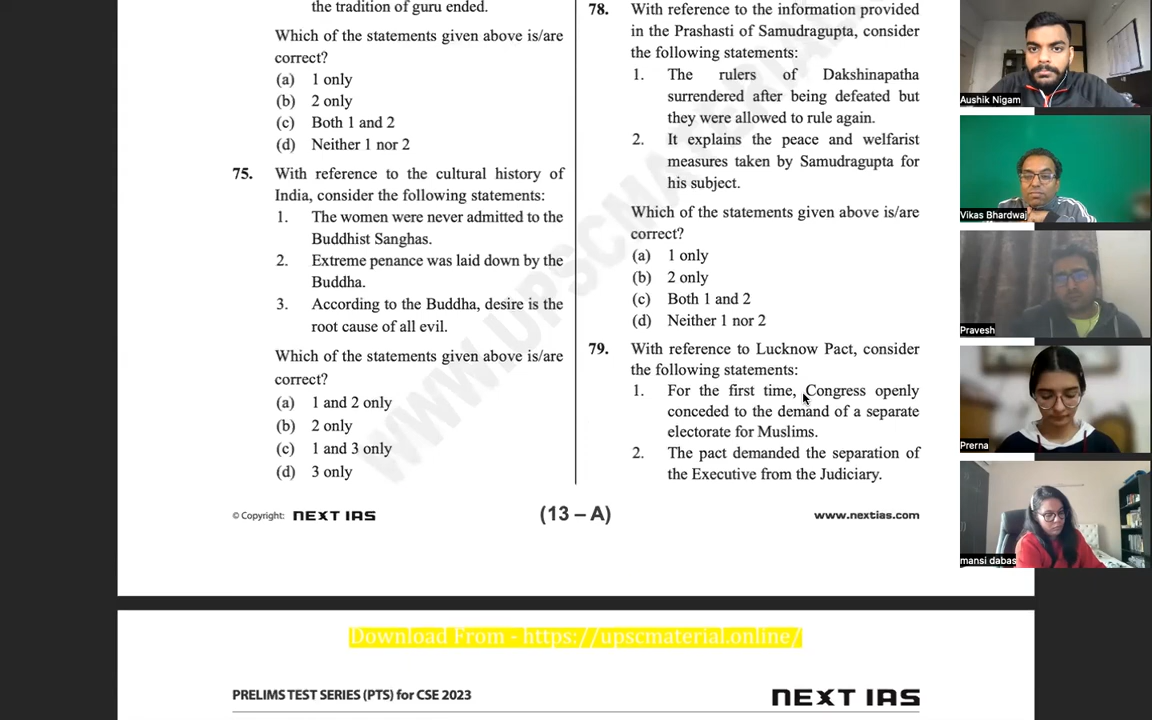 the tradition of guru ended.
Which of the statements given above is/are
correct?
(a) 1 only
(b) 2 only
(c) Both 1 and 2
(d) Neither 1 nor 2
75. With reference to the cultural history of
India, consider the following statements:
1. The women were never admitted to the
Buddhist Sanghas.
2. Extreme penance was laid down by the
Buddha.
3. According to the Buddha, desire is the
root cause of all evil.
Which of the statements given above is/are
correct?
(a) 1 and 2 only
(b) 2 only
(c) 1 and 3 only
(d) 3 only
78. With reference to the information provided
in the Prashasti of Samudragupta, consider
the following statements:
1. The rulers of Dakshinapatha
surrendered after being defeated but
they were allowed to rule again.
2. It explains the peace and welfarist
measures taken by Samudragupta for
his subject.
Which of the statements given above is/are
correct?
(a) 1 only
(b) 2 only
(c) Both 1 and 2
(d) Neither 1 nor 2
79. With reference to Lucknow Pact, consider
the following statements:
1. For the first time, Congress openly
conceded to the demand of a separate
electorate for Muslims.
2. The pact demanded the separation of
the Executive from the Judiciary.
© Copyright: NEXT IAS
(13 – A)
www.nextias.com
Download From - https://upscmaterial.online/
PRELIMS TEST SERIES (PTS) for CSE 2023
NEXT IAS
Aushik Nigam
Vikas Bhardwaj
Pravesh
Prerna
mansi dabas